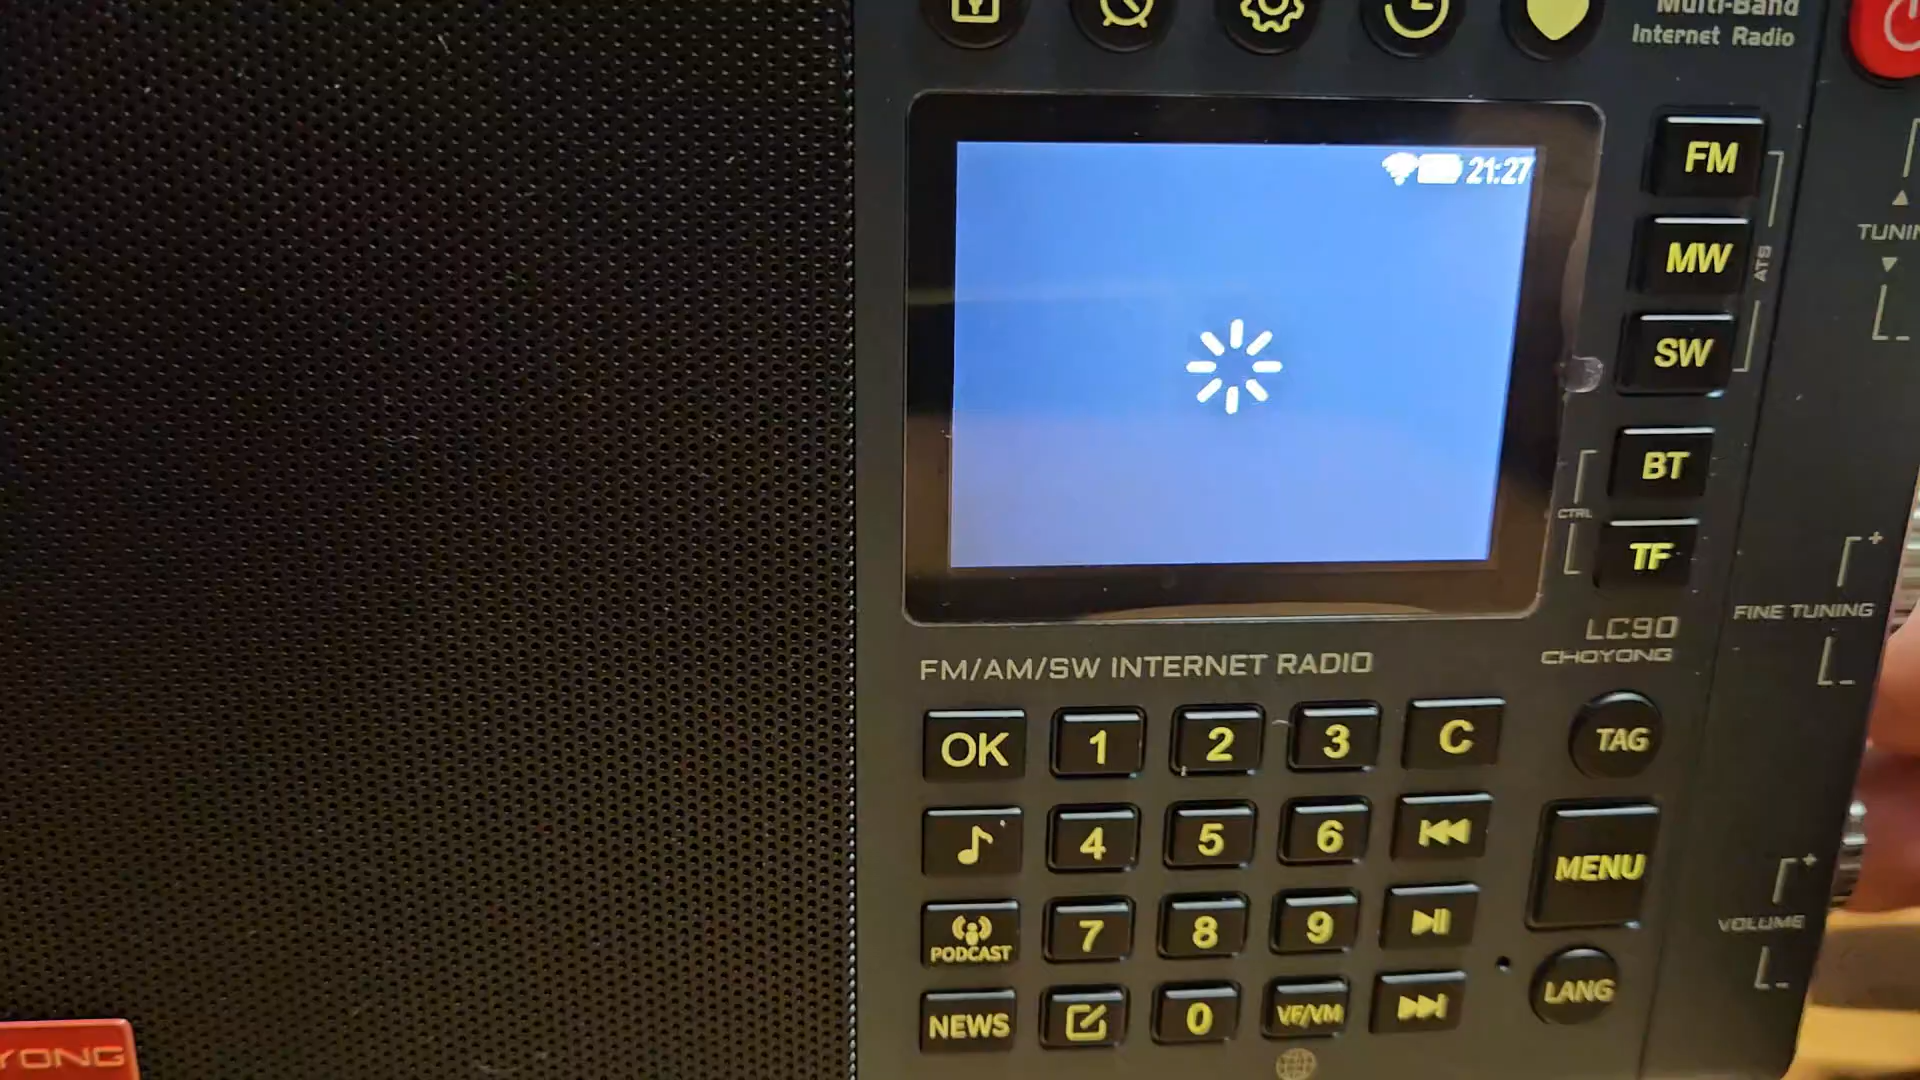 Multi-Band
Internet Radio
21:27
FM
MW
ATS
SW
BT
CTRL
TF
FINE TUNING
LC90
CHOYONG
FM/AM/SW INTERNET RADIO
OK 1 2 3 C TAG
4 5 6
MENU
PODCAST 7 8 9
VOLUME
NEWS 0 VF/VM LANG
YONG